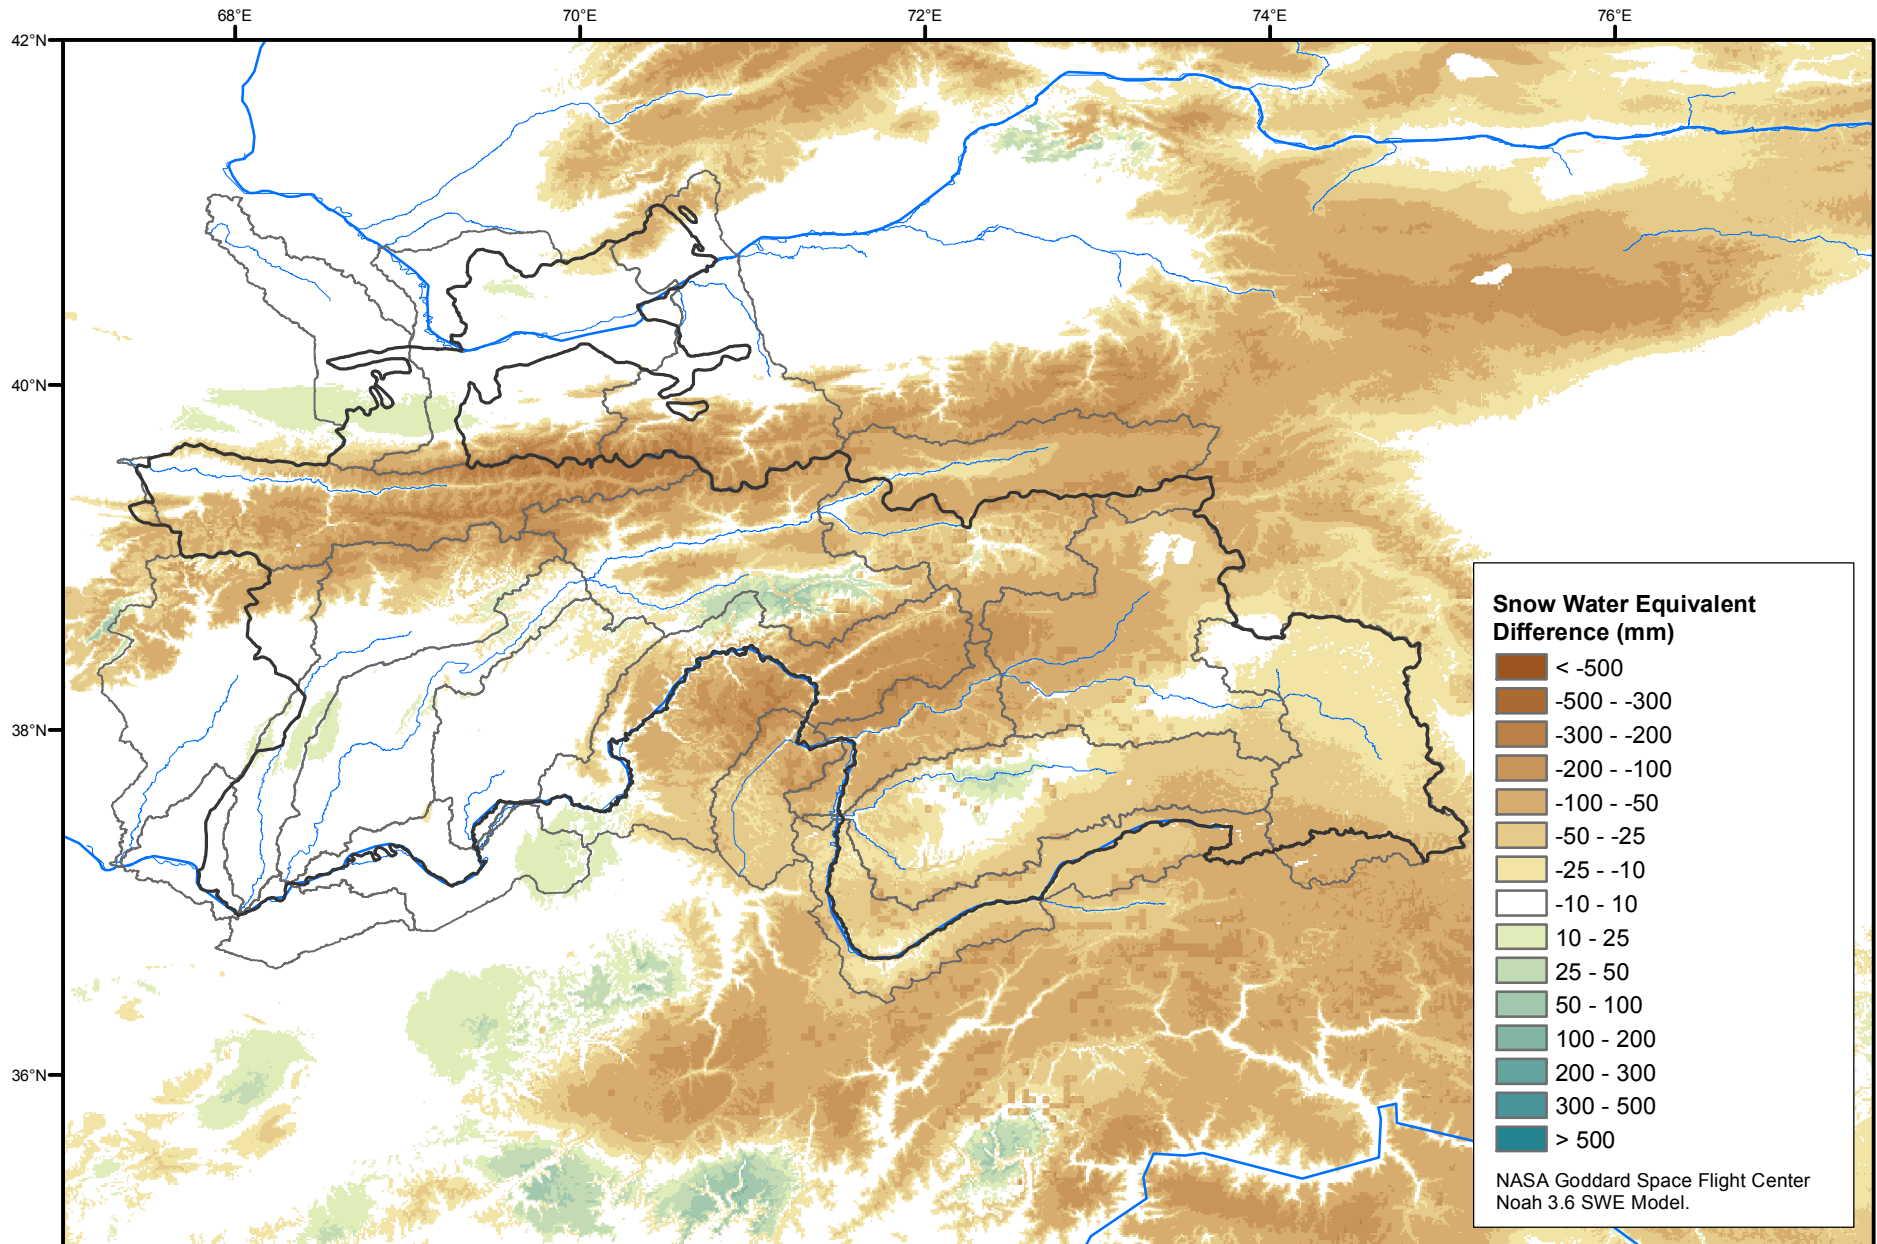 68°E
70°E
72°E
74°E
76°E
42°N
40°N
38°N
36°N
Snow Water Equivalent
Difference (mm)
< -500
-500 - -300
-300 - -200
-200 - -100
-100 - -50
-50 - -25
-25 - -10
-10 - 10
10 - 25
25 - 50
50 - 100
100 - 200
200 - 300
300 - 500
> 500
NASA Goddard Space Flight Center
Noah 3.6 SWE Model.